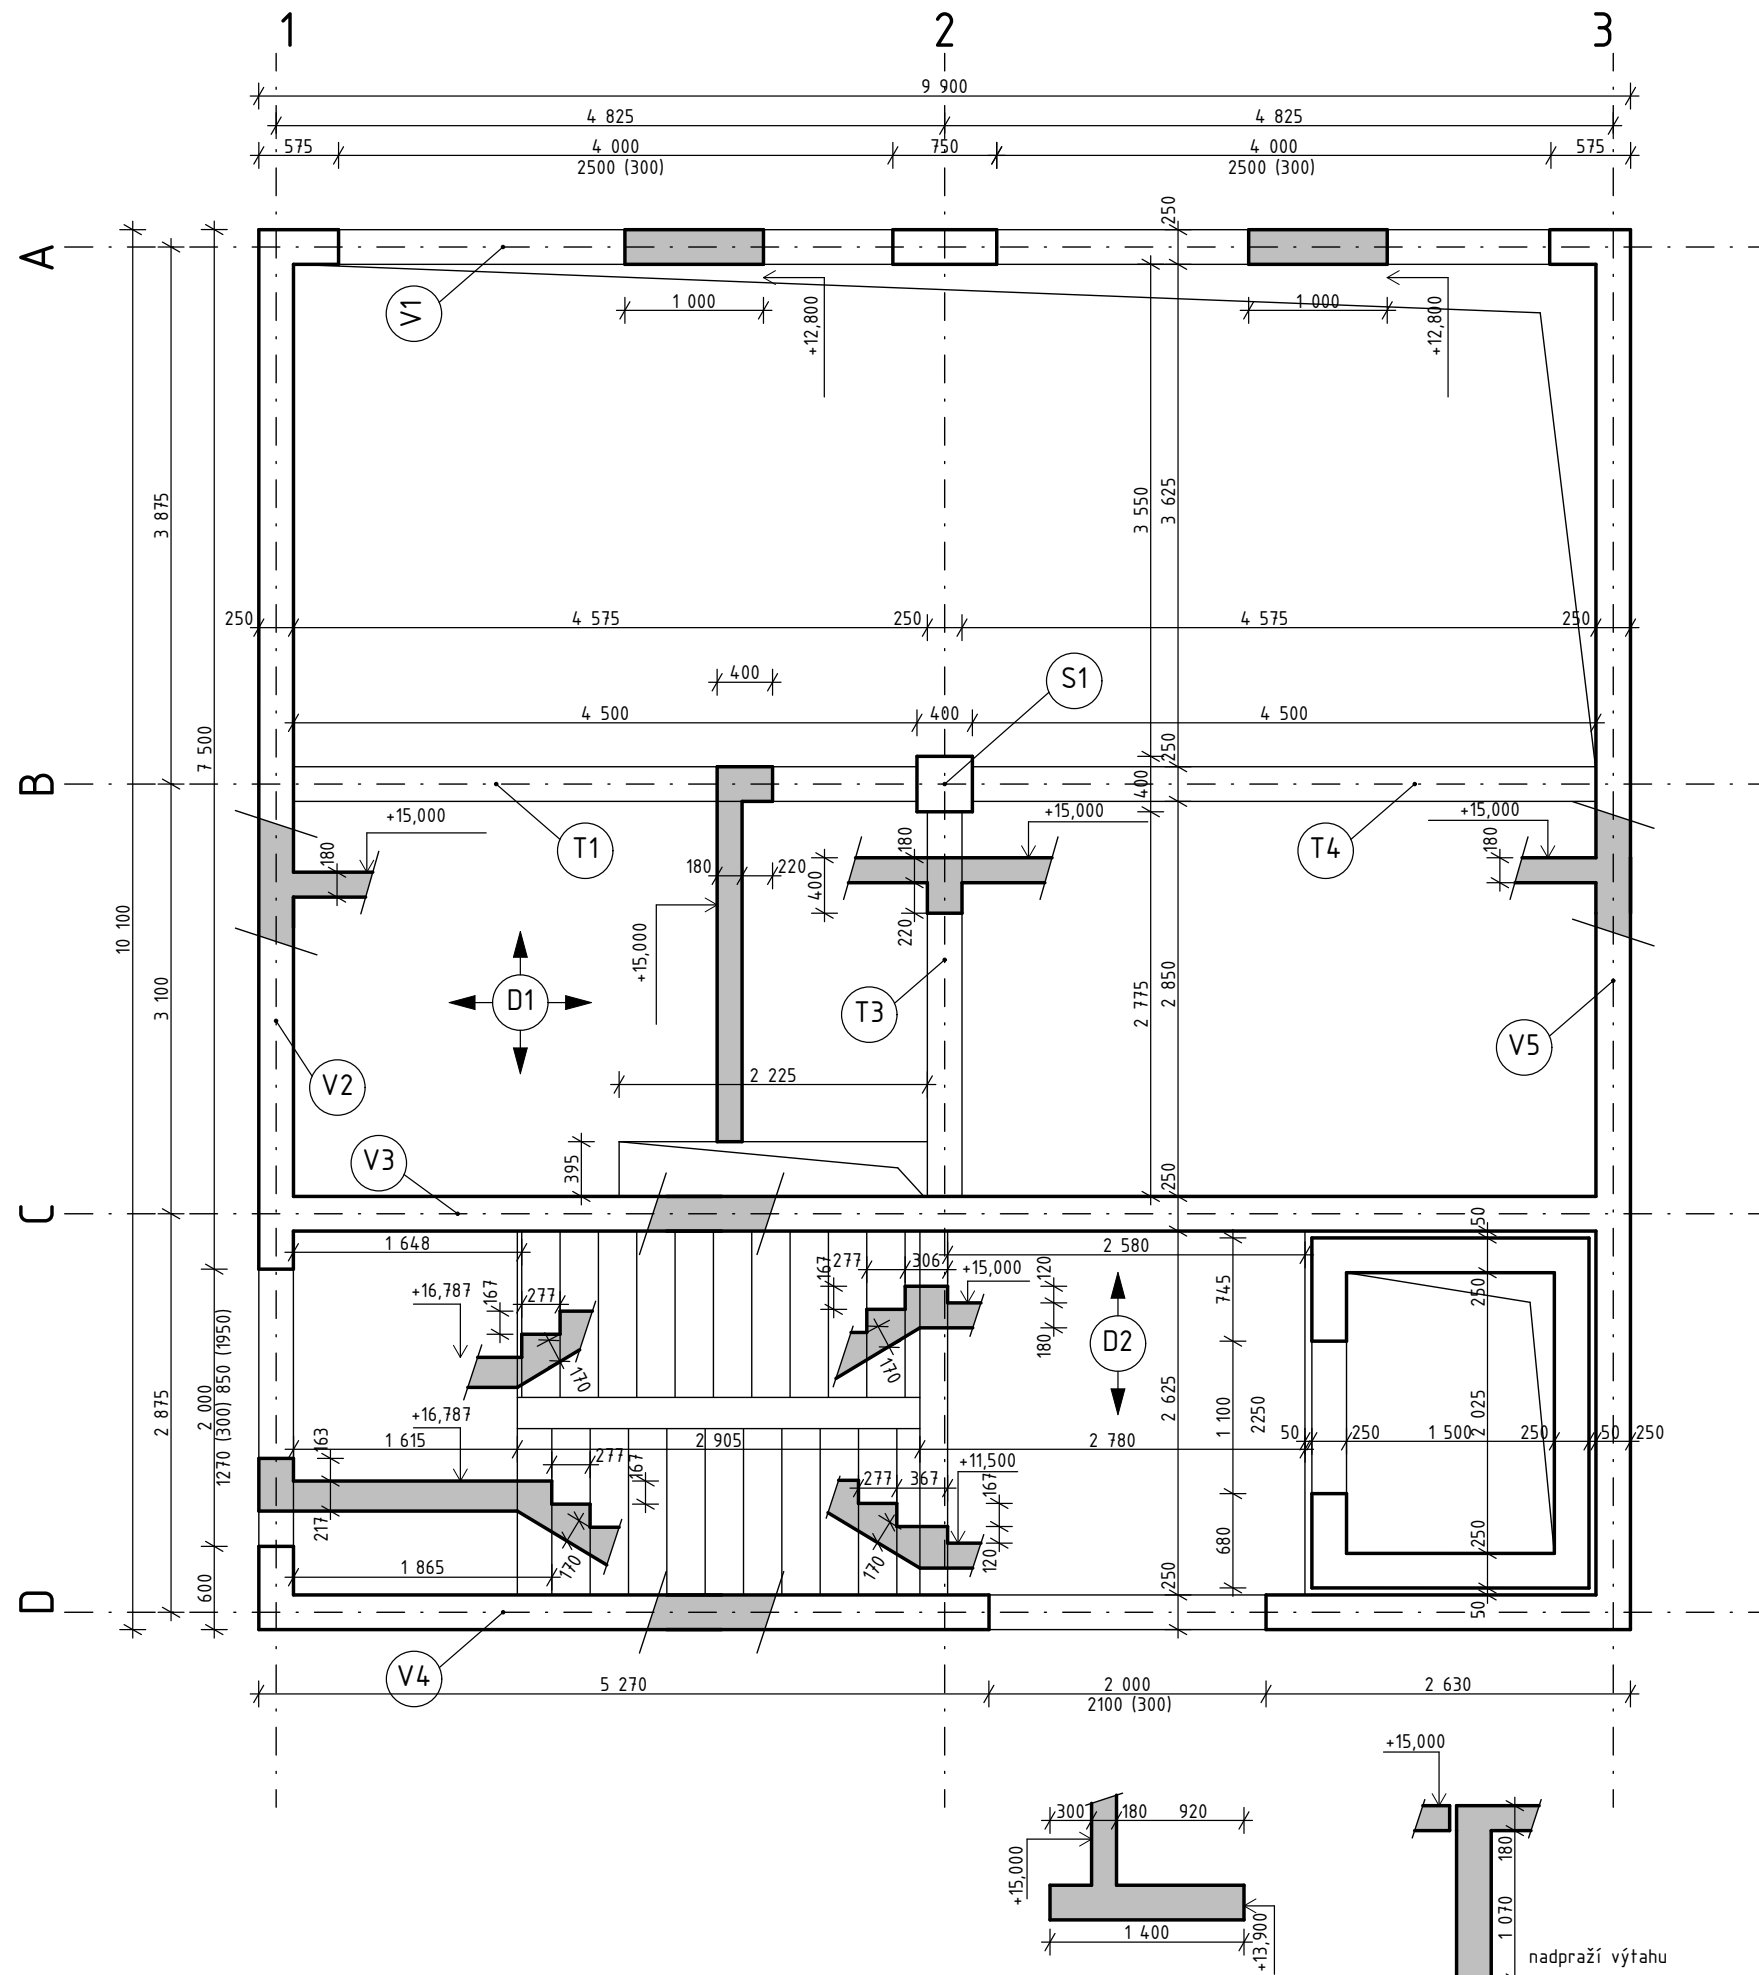 1 2 3
9 900
4 825 4 825
575 4 000 750 4 000 575
2500 (300) 2500 (300)
250
A
V1
1 000 1 000
+12,800 +12,800
3 875
3 550
3 625
250 4 575 250 4 575 250
400
S1
4 500 400 4 500
7 500
250
B
400
+15,000 +15,000 +15,000
T1 T4
180 180 180
180 220
400
220
10 100
+15,000
3 100
D1
T3
2 775
2 850
V5
V2
2 225
V3
395
250
C
50
1 648 2 580
277 306
167
+15,000
120
+16,787
167
277
745
250
180
D2
170 170
2 875
2 000
1270 (300) 850 (1950)
+16,787
2 625
1 100
2250
2 025
163
1 615 2 905 2 780
50 250 1 500 250 50 250
277
167
277 367
+11,500
167
217
170 170
120
680
250
1 865
600
250
D
50
V4
5 270 2 000 2 630
2100 (300)
+15,000
300 180 920
+15,000
180
1 070
1 400
+13,900
nadpraží výtahu